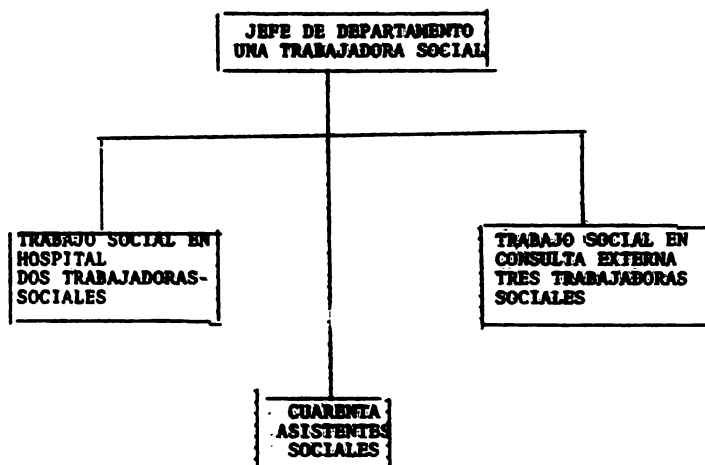 JEFE DE DEPARTAMENTO
UNA TRABAJADORA SOCIAL
TRABAJO SOCIAL EN
HOSPITAL
DOS TRABAJADORAS-
SOCIALES
TRABAJO SOCIAL EN
CONSULTA EXTERNA
TRES TRABAJADORAS
SOCIALES
CUARENTA
ASISTENTES
SOCIALES